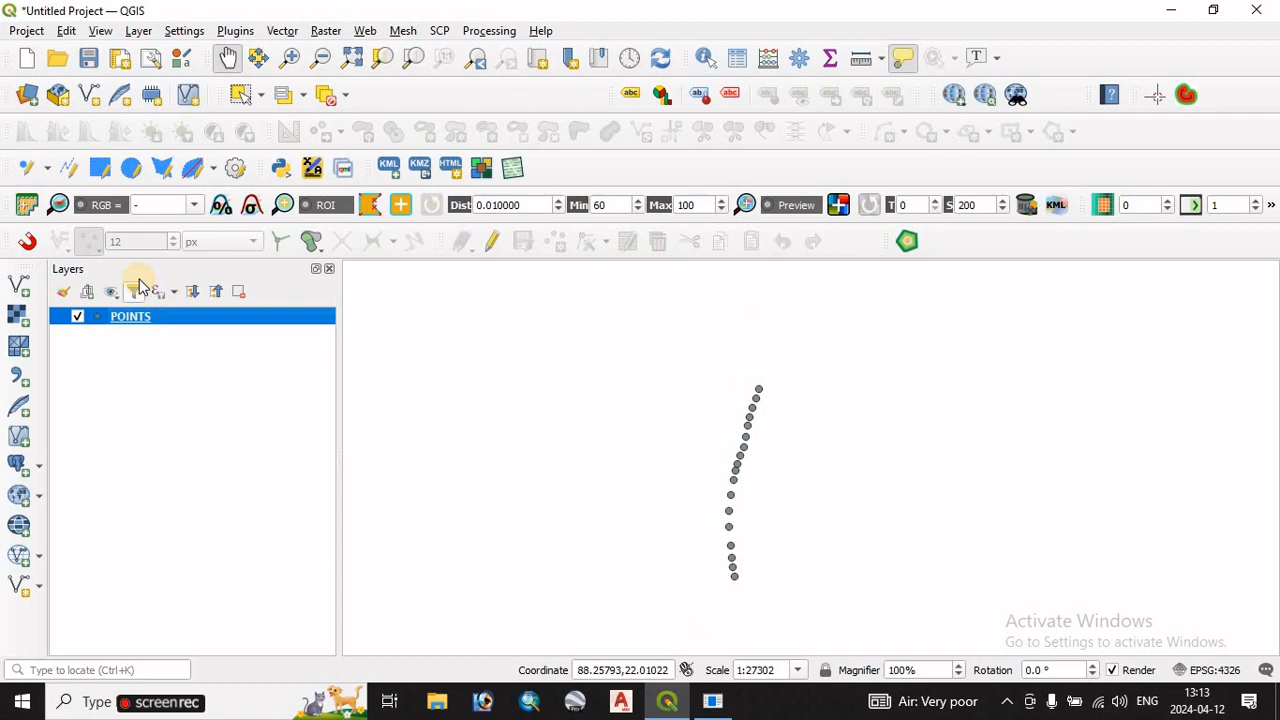 *Untitled Project — QGIS
Project Edit View Layer Settings Plugins Vector Raster Web Mesh SCP Processing Help
RGB = - ROI Dist 0.010000 Min 60 Max 100 Preview T 0 S 200 0 1 »
12 px
Layers
POINTS
Activate Windows
Go to Settings to activate Windows.
Type to locate (Ctrl+K) Coordinate 88.25793,22.01022 Scale 1:27302 Magnifier 100% Rotation 0.0 ° Render EPSG:4326
Type screenrec Air: Very poor ENG 13:13
2024-04-12